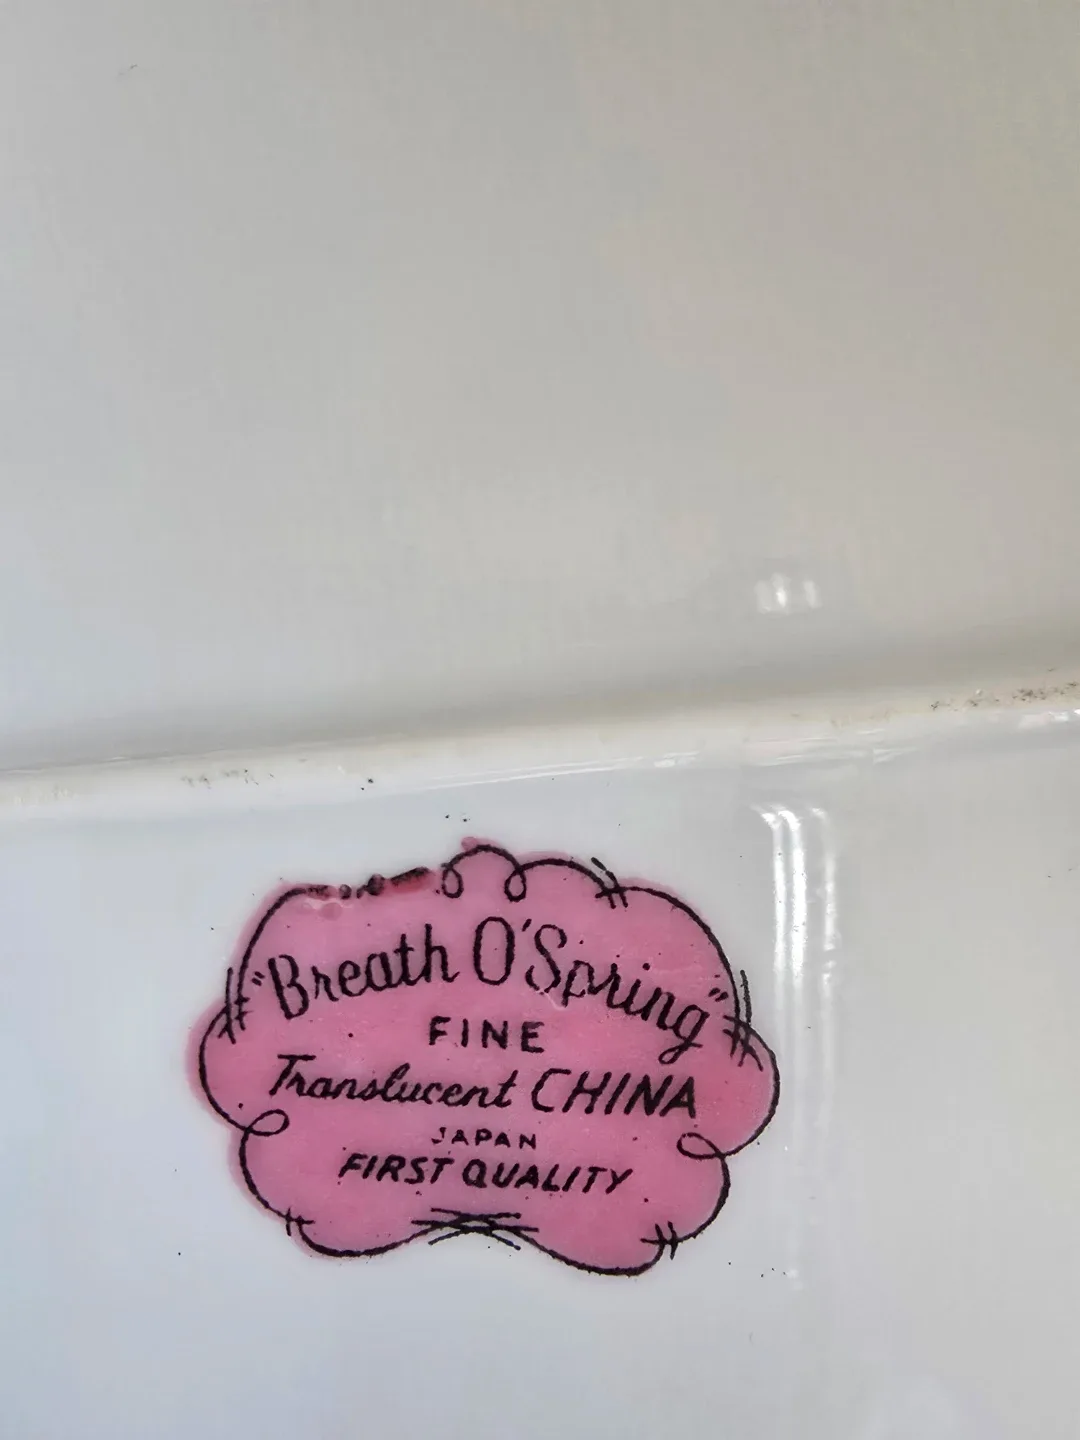 "Breath O'Spring"
FINE
Translucent CHINA
JAPAN
FIRST QUALITY